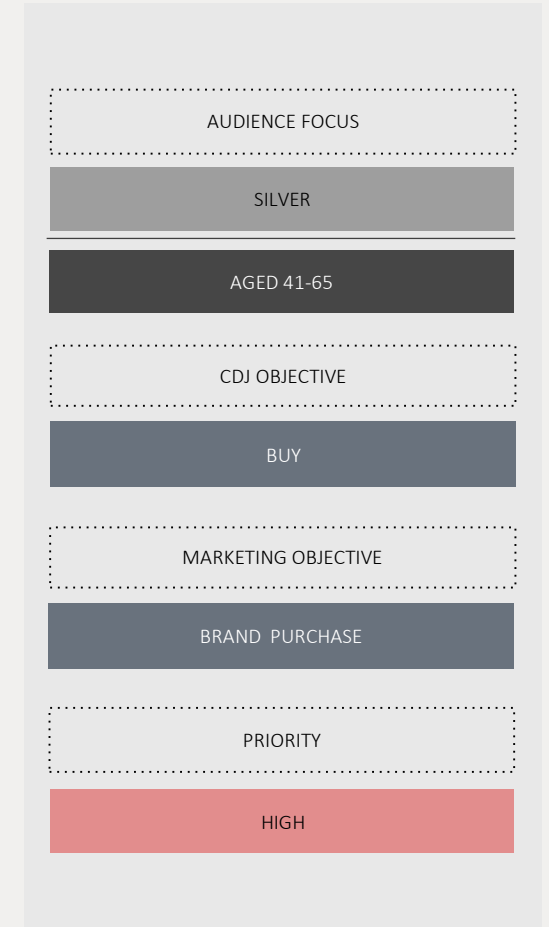 AUDIENCE FOCUS
SILVER
AGED 41-65
CDJ OBJECTIVE
BUY
MARKETING OBJECTIVE
BRAND  PURCHASE
PRIORITY
HIGH